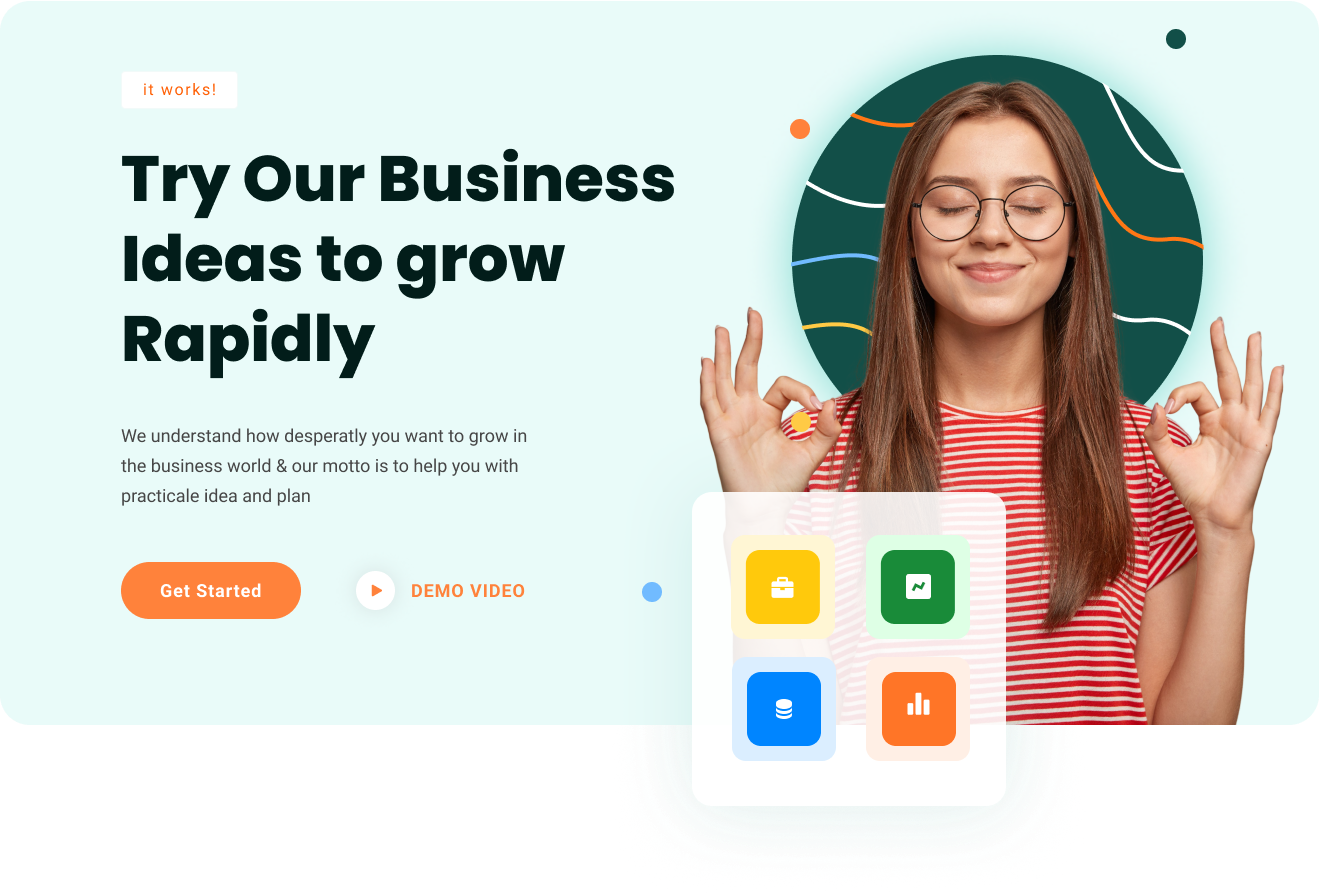 it works!
Try Our Business
Ideas to grow
Rapidly
We understand how desperatly you want to grow in
the business world & our motto is to help you with
practicale idea and plan
Get Started
DEMO VIDEO